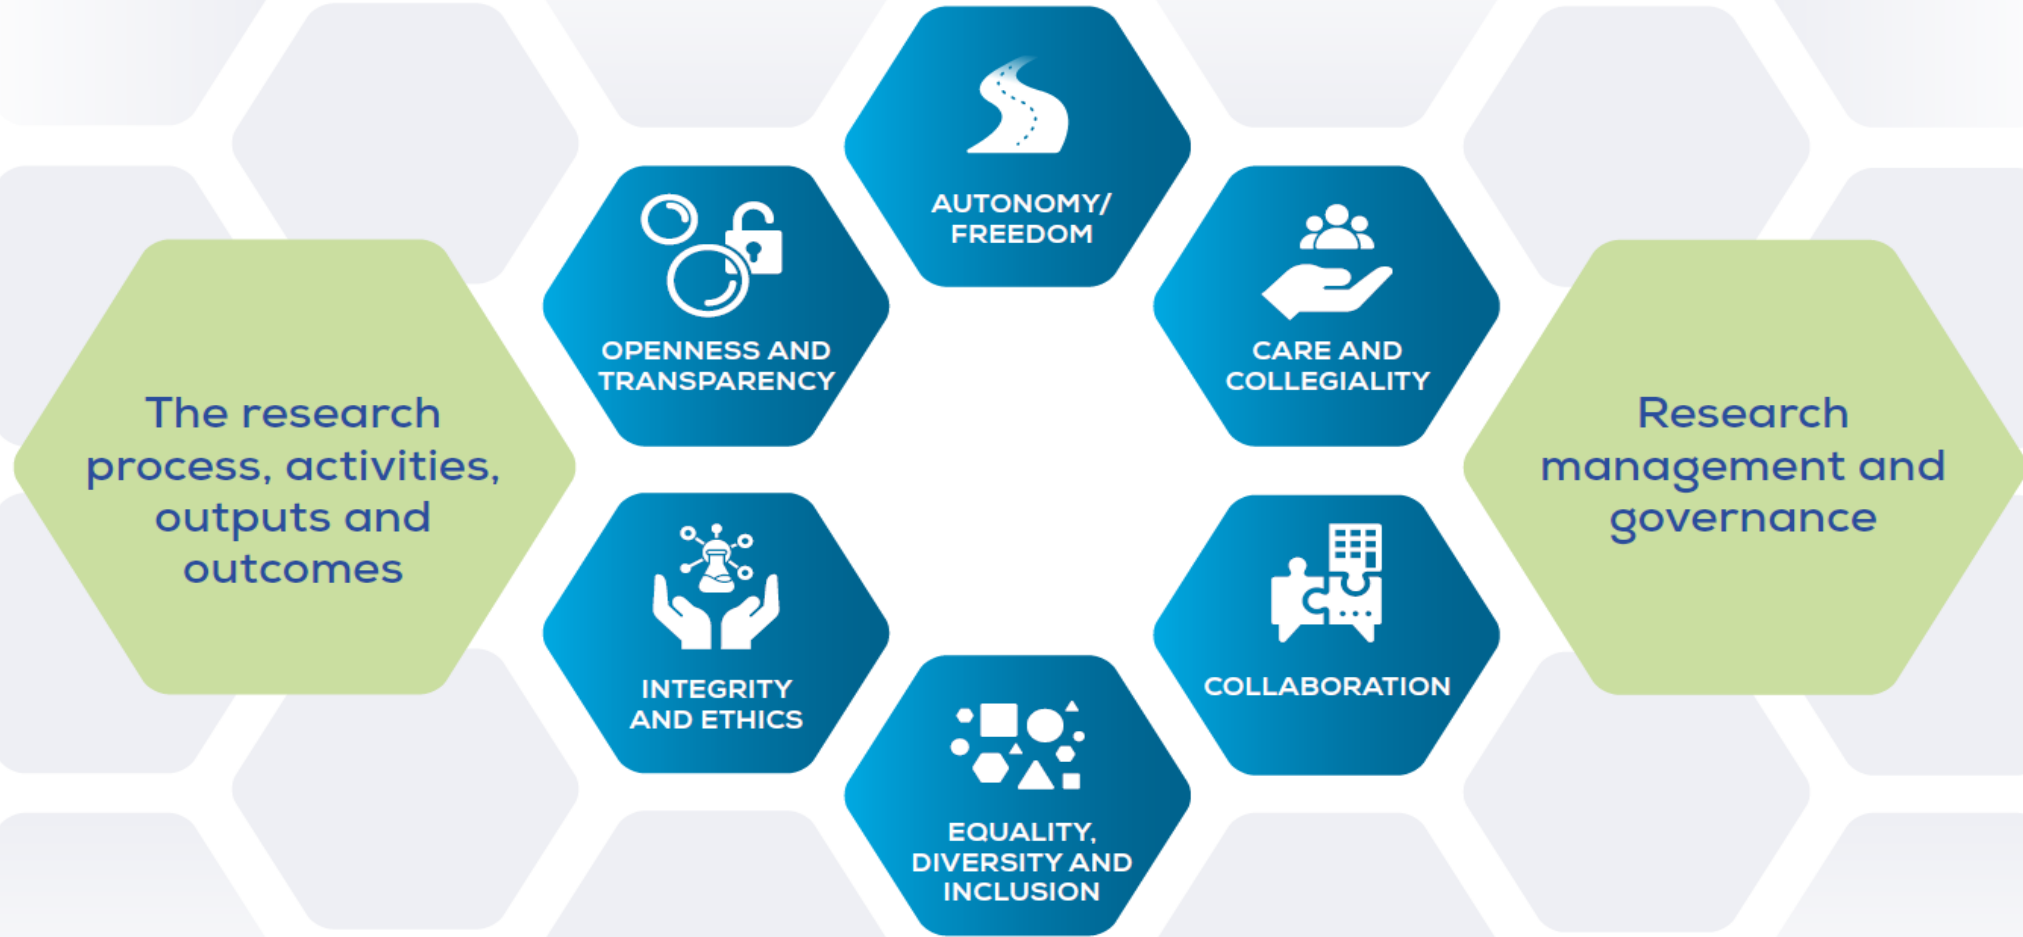 AUTONOMY/
FREEDOM
OPENNESS AND
TRANSPARENCY
CARE AND
COLLEGIALITY
The research
process, activities,
outputs and
outcomes
Research
management and
governance
INTEGRITY
AND ETHICS
COLLABORATION
EQUALITY,
DIVERSITY AND
INCLUSION